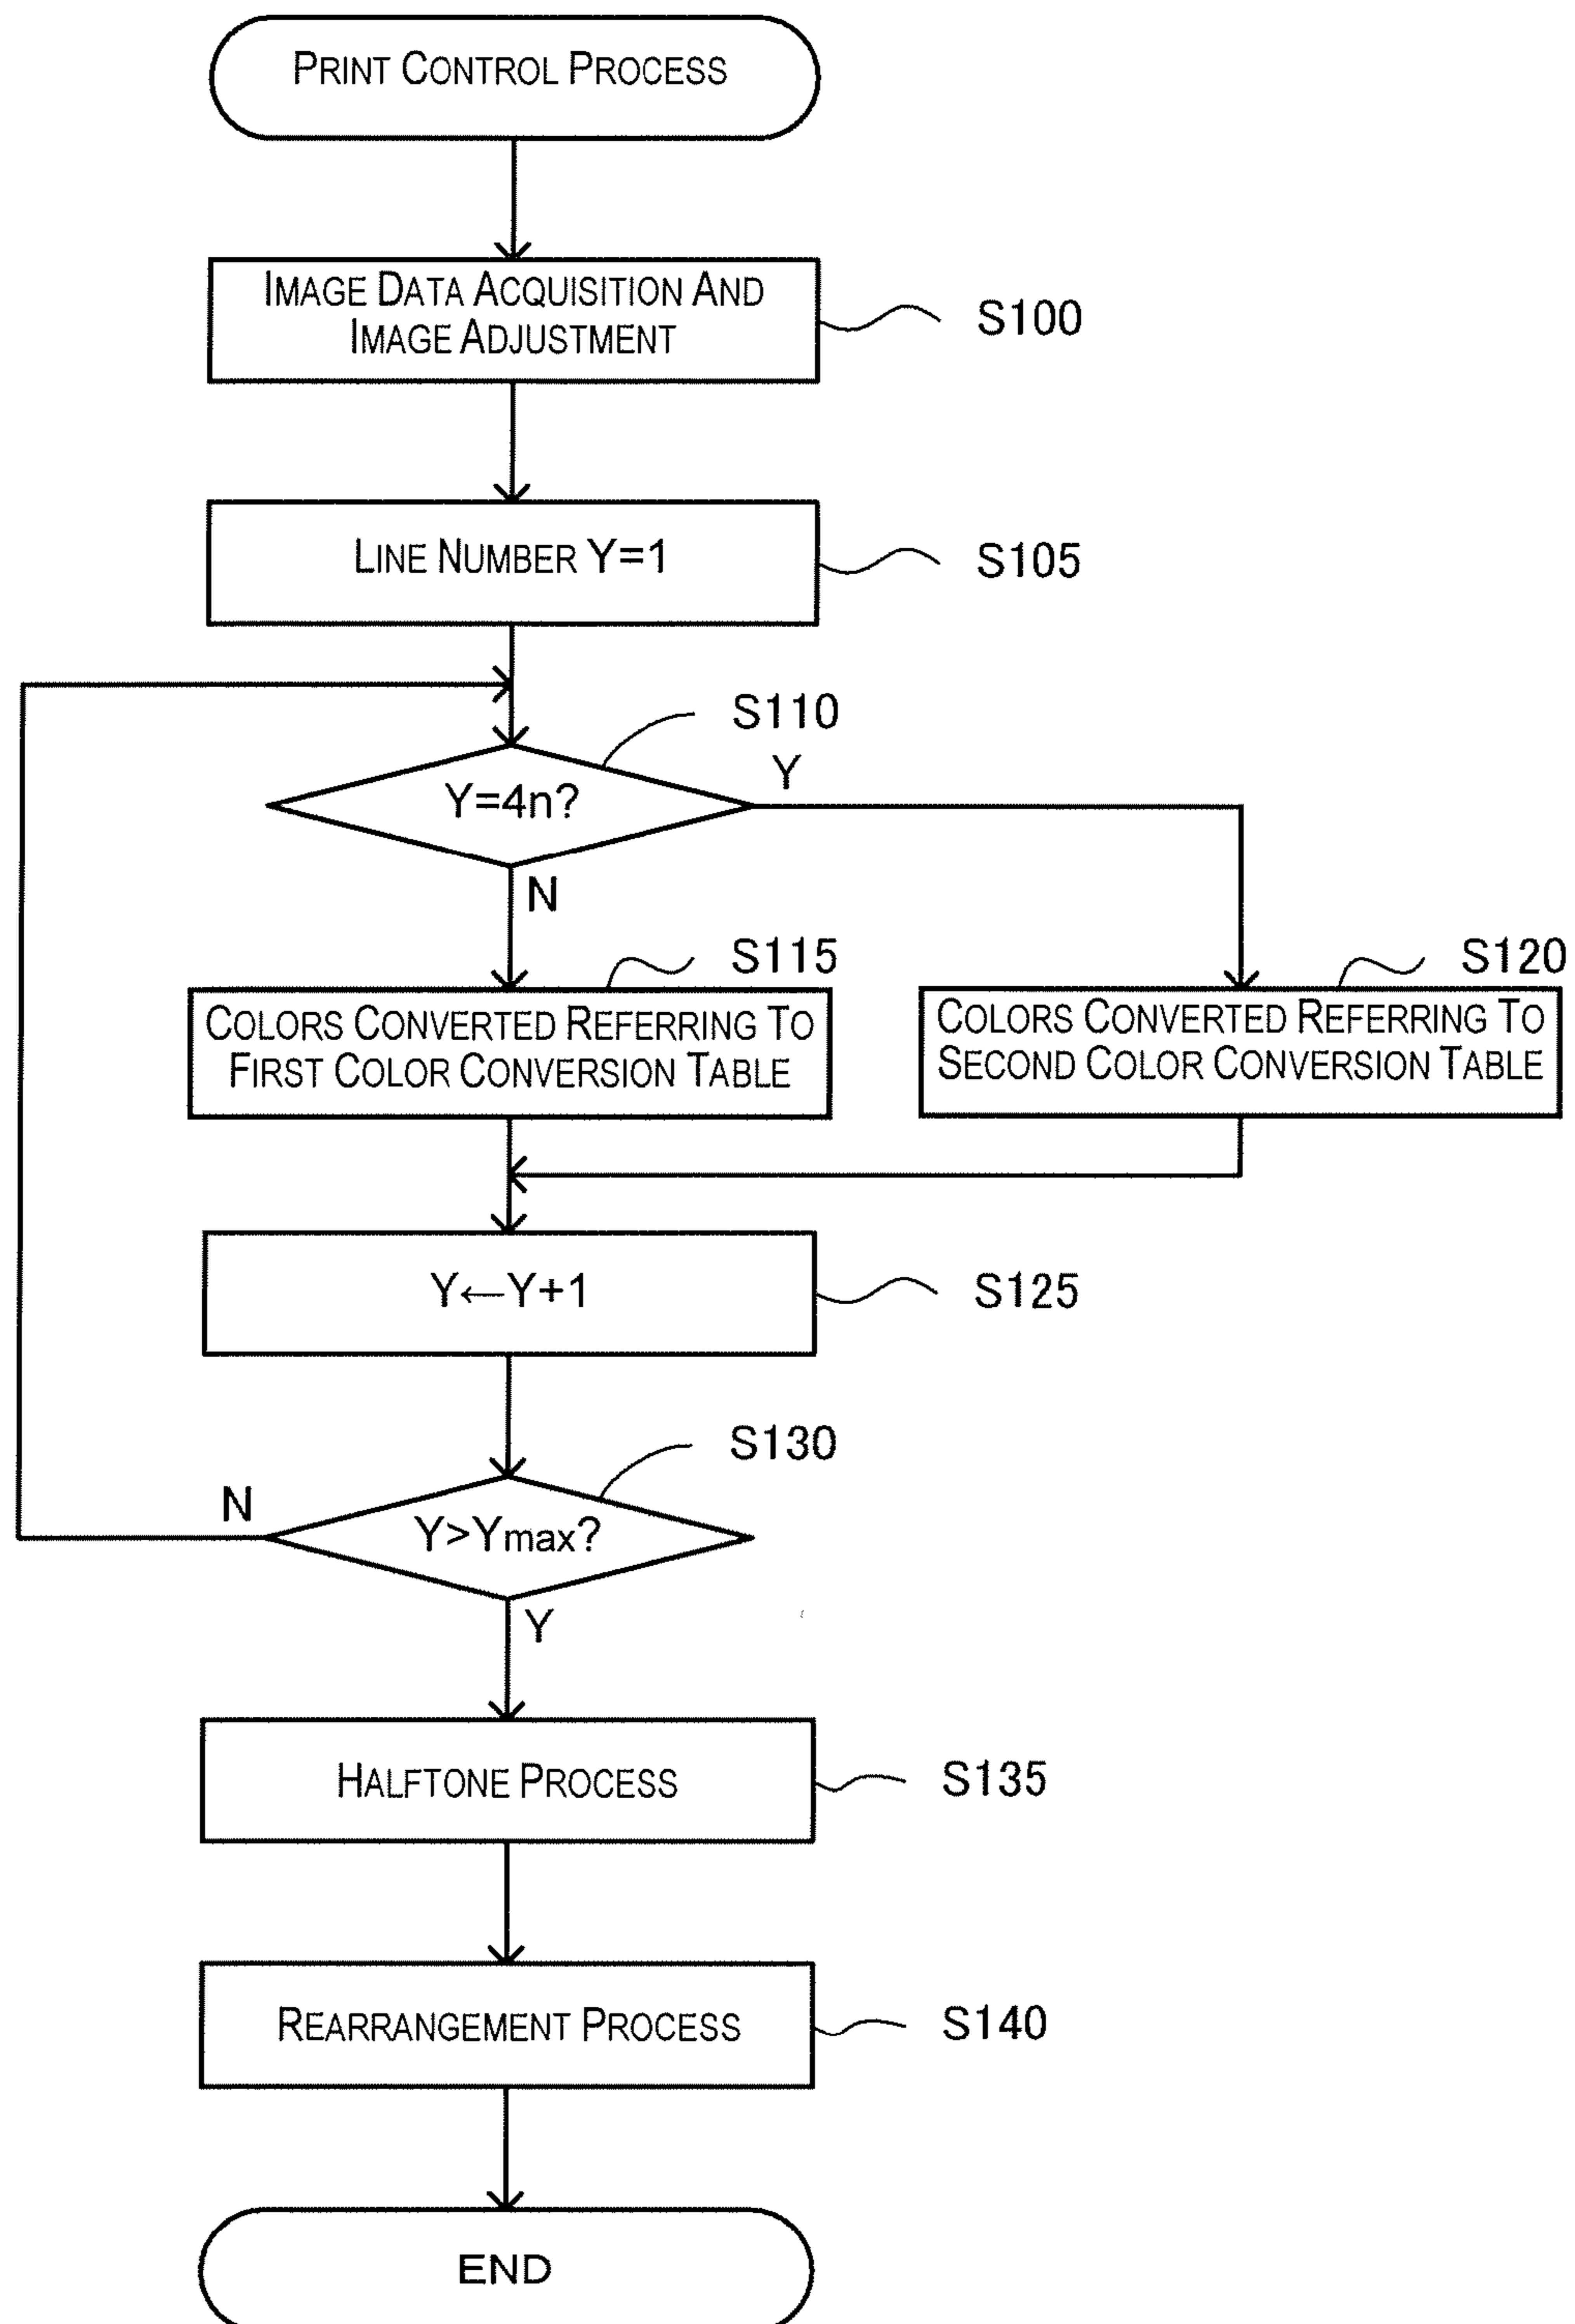 PRINT CONTROL PROCESS
IMAGE DATA ACQUISITION AND
IMAGE ADJUSTMENT
S100
LINE NUMBER Y=1
S105
S110
Y=4n?
Y
N
S115
COLORS CONVERTED REFERRING TO
FIRST COLOR CONVERSION TABLE
S120
COLORS CONVERTED REFERRING TO
SECOND COLOR CONVERSION TABLE
Y←Y+1
S125
S130
N
Y>Ymax?
Y
HALFTONE PROCESS
S135
REARRANGEMENT PROCESS
S140
END